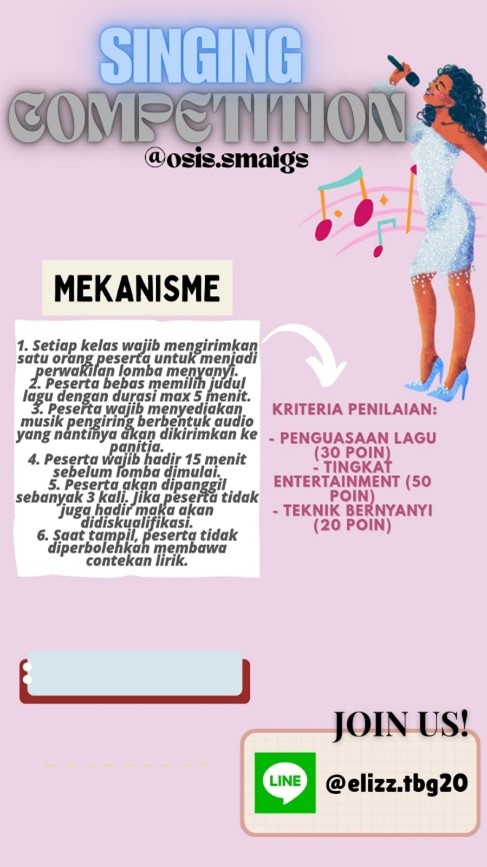 SINGING
COMPETITION
@osis.smaigs
MEKANISME
1. Setiap kelas wajib mengirimkan
satu orang peserta untuk menjadi
perwakilan lomba menyanyi.
2. Peserta bebas memilih judul
lagu dengan durasi max 5 menit.
3. Peserta wajib menyediakan
musik pengiring berbentuk audio
yang nantinya akan dikirimkan ke
panitia.
4. Peserta wajib hadir 15 menit
sebelum lomba dimulai.
5. Peserta akan dipanggil
sebanyak 3 kali. Jika peserta tidak
juga hadir maka akan
didiskualifikasi.
6. Saat tampil, peserta tidak
diperbolehkan membawa
contekan lirik.
KRITERIA PENILAIAN:
- PENGUASAAN LAGU
(30 POIN)
- TINGKAT
ENTERTAINMENT (50
POIN)
- TEKNIK BERNYANYI
(20 POIN)
JOIN US!
LINE
@elizz.tbg20